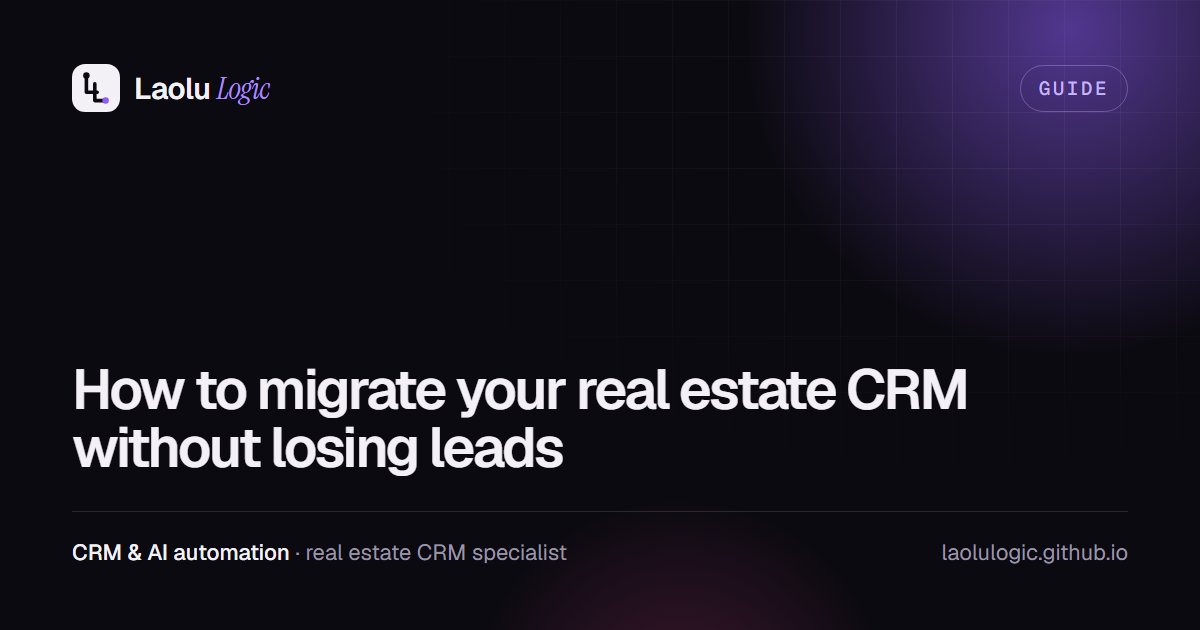 Laolu Logic
GUIDE
How to migrate your real estate CRM
without losing leads
CRM & AI automation · real estate CRM specialist
laolulogic.github.io